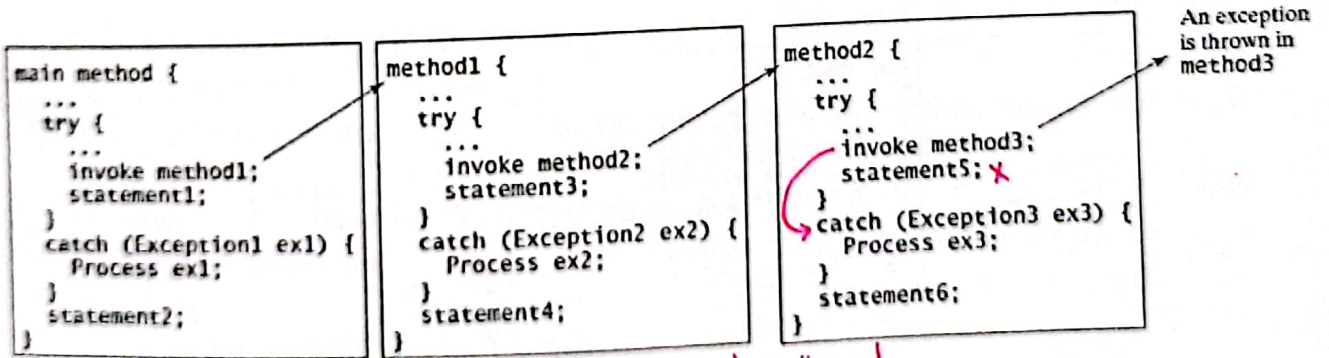 main method {
...
try {
...
invoke method1;
statement1;
}
catch (Exception1 ex1) {
Process ex1;
}
statement2;
}
method1 {
...
try {
...
invoke method2;
statement3;
}
catch (Exception2 ex2) {
Process ex2;
}
statement4;
}
method2 {
...
try {
...
invoke method3;
statement5; X
}
catch (Exception3 ex3) {
Process ex3;
}
statement6;
}
An exception
is thrown in
method3